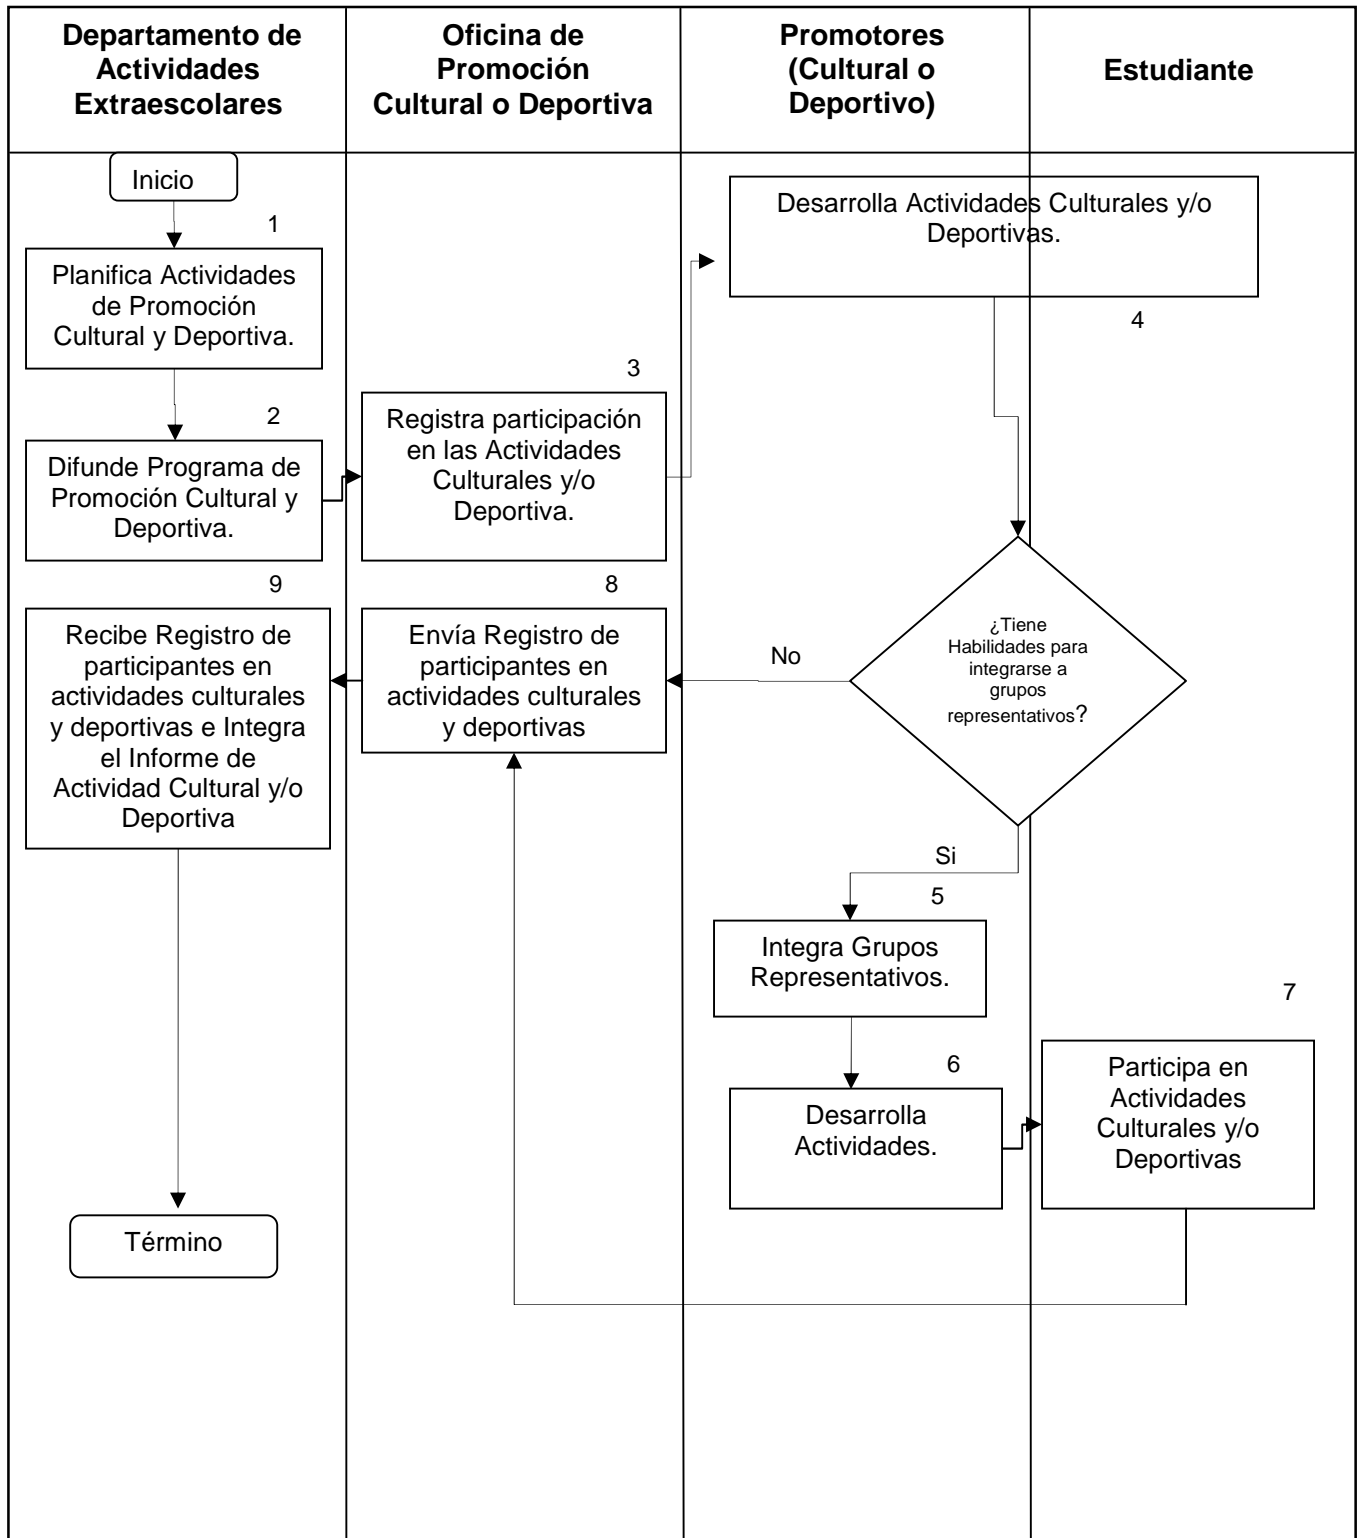 Departamento de
Actividades
Extraescolares
Oficina de
Promoción
Cultural o Deportiva
Promotores
(Cultural o
Deportivo)
Estudiante
Inicio
1
Planifica Actividades
de Promoción
Cultural y Deportiva.
2
Difunde Programa de
Promoción Cultural y
Deportiva.
3
Registra participación
en las Actividades
Culturales y/o
Deportiva.
Desarrolla Actividades Culturales y/o
Deportivas.
4
¿Tiene
Habilidades para
integrarse a
grupos
representativos?
No
Si
5
Integra Grupos
Representativos.
6
Desarrolla
Actividades.
7
Participa en
Actividades
Culturales y/o
Deportivas
8
Envía Registro de
participantes en
actividades culturales
y deportivas
9
Recibe Registro de
participantes en
actividades culturales
y deportivas e Integra
el Informe de
Actividad Cultural y/o
Deportiva
Término